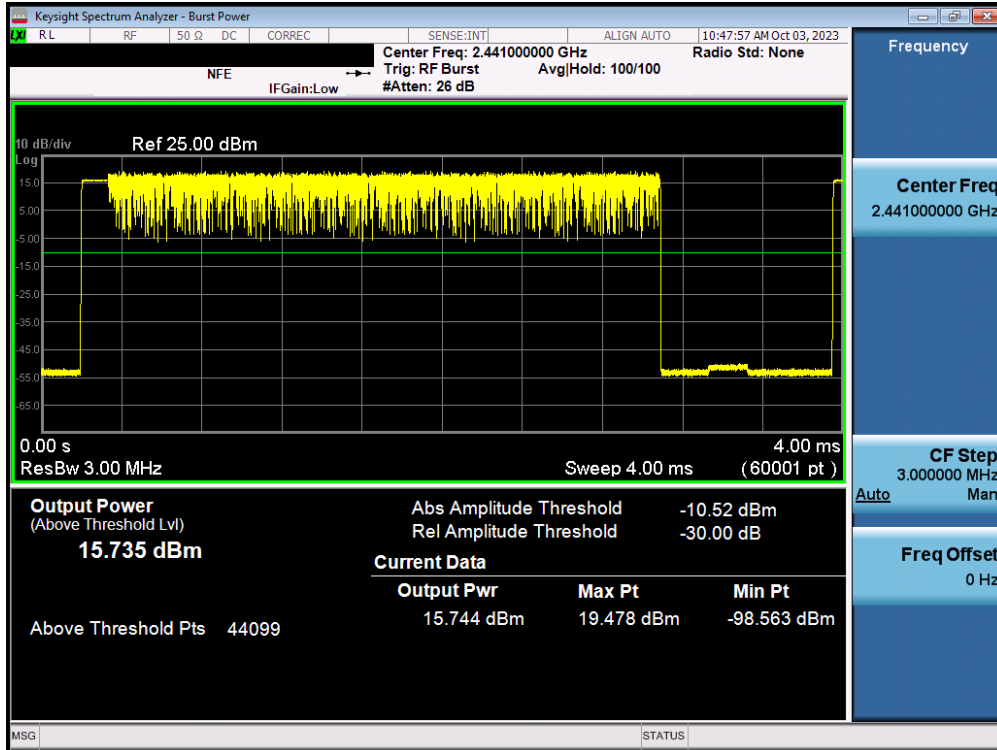 Keysight Spectrum Analyzer - Burst Power
LXI RL RF 50 Ω DC CORREC SENSE:INT ALIGN AUTO 10:47:57 AM Oct 03, 2023
Center Freq: 2.441000000 GHz Radio Std: None
NFE Trig: RF Burst Avg|Hold: 100/100
IFGain:Low #Atten: 26 dB
10 dB/div Ref 25.00 dBm
Log
15.0
5.00
-5.00
-15.0
-25.0
-35.0
-45.0
-55.0
-65.0
0.00 s 4.00 ms
ResBw 3.00 MHz Sweep 4.00 ms (60001 pt)
Output Power
(Above Threshold Lvl)
15.735 dBm
Above Threshold Pts 44099
Abs Amplitude Threshold -10.52 dBm
Rel Amplitude Threshold -30.00 dB
Current Data
Output Pwr Max Pt Min Pt
15.744 dBm 19.478 dBm -98.563 dBm
Frequency
Center Freq
2.441000000 GHz
CF Step
3.000000 MHz
Auto Man
Freq Offset
0 Hz
MSG STATUS